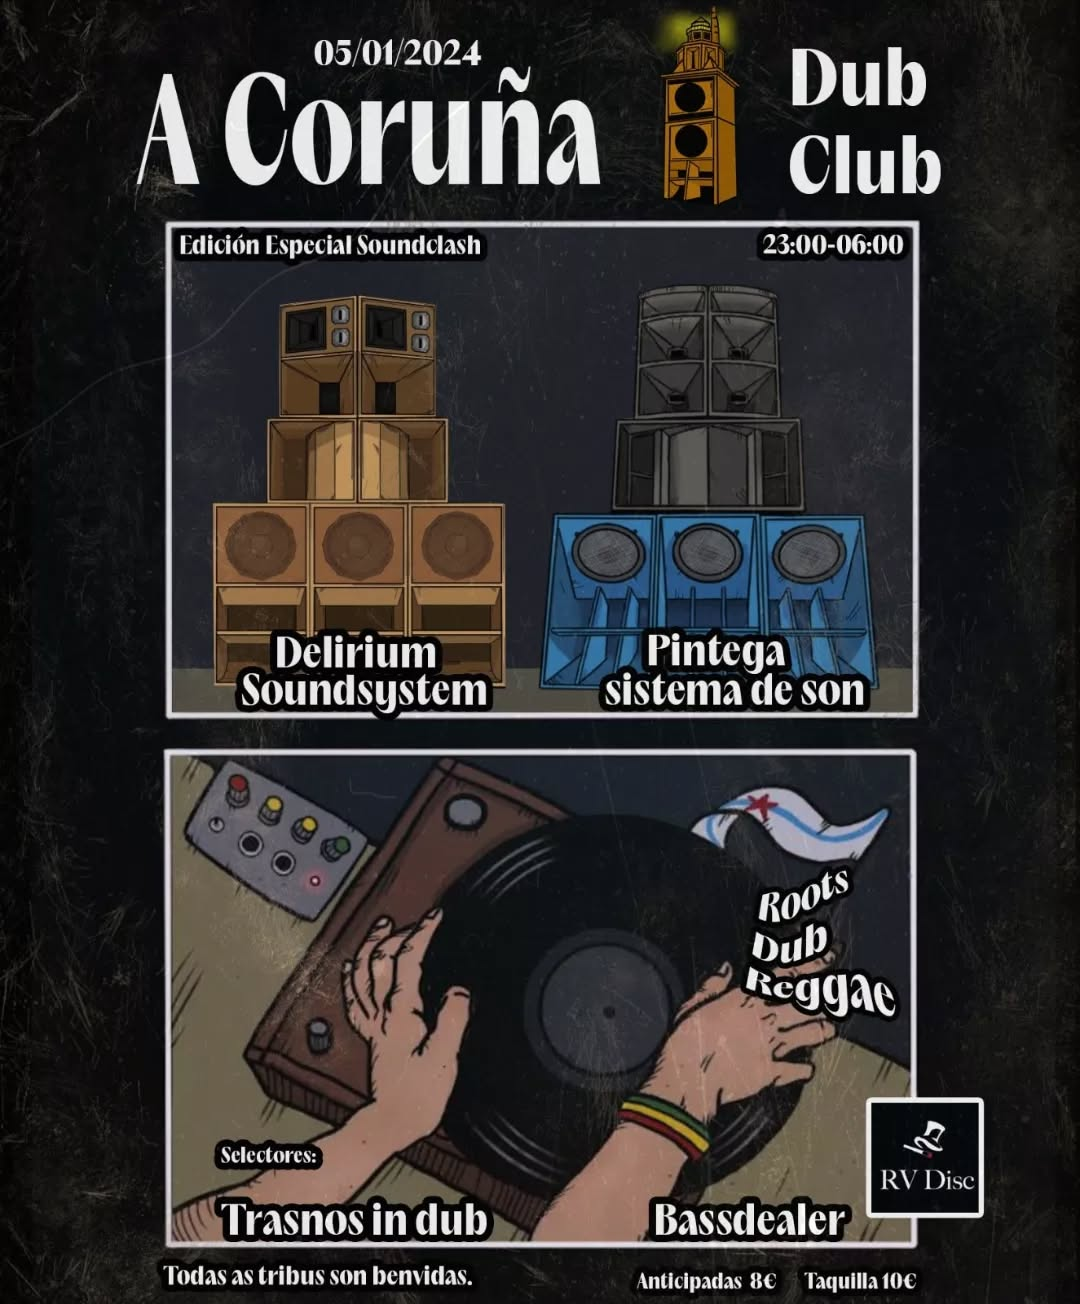 05/01/2024
A Coruña
Dub
Club
Edición Especial Soundclash
23:00-06:00
Delirium
Soundsystem
Pintega
sistema de son
Roots
Dub
Reggae
Selectores:
Trasnos in dub
Bassdealer
RV Disc
Todas as tribus son benvidas.
Anticipadas 8€ Taquilla 10€